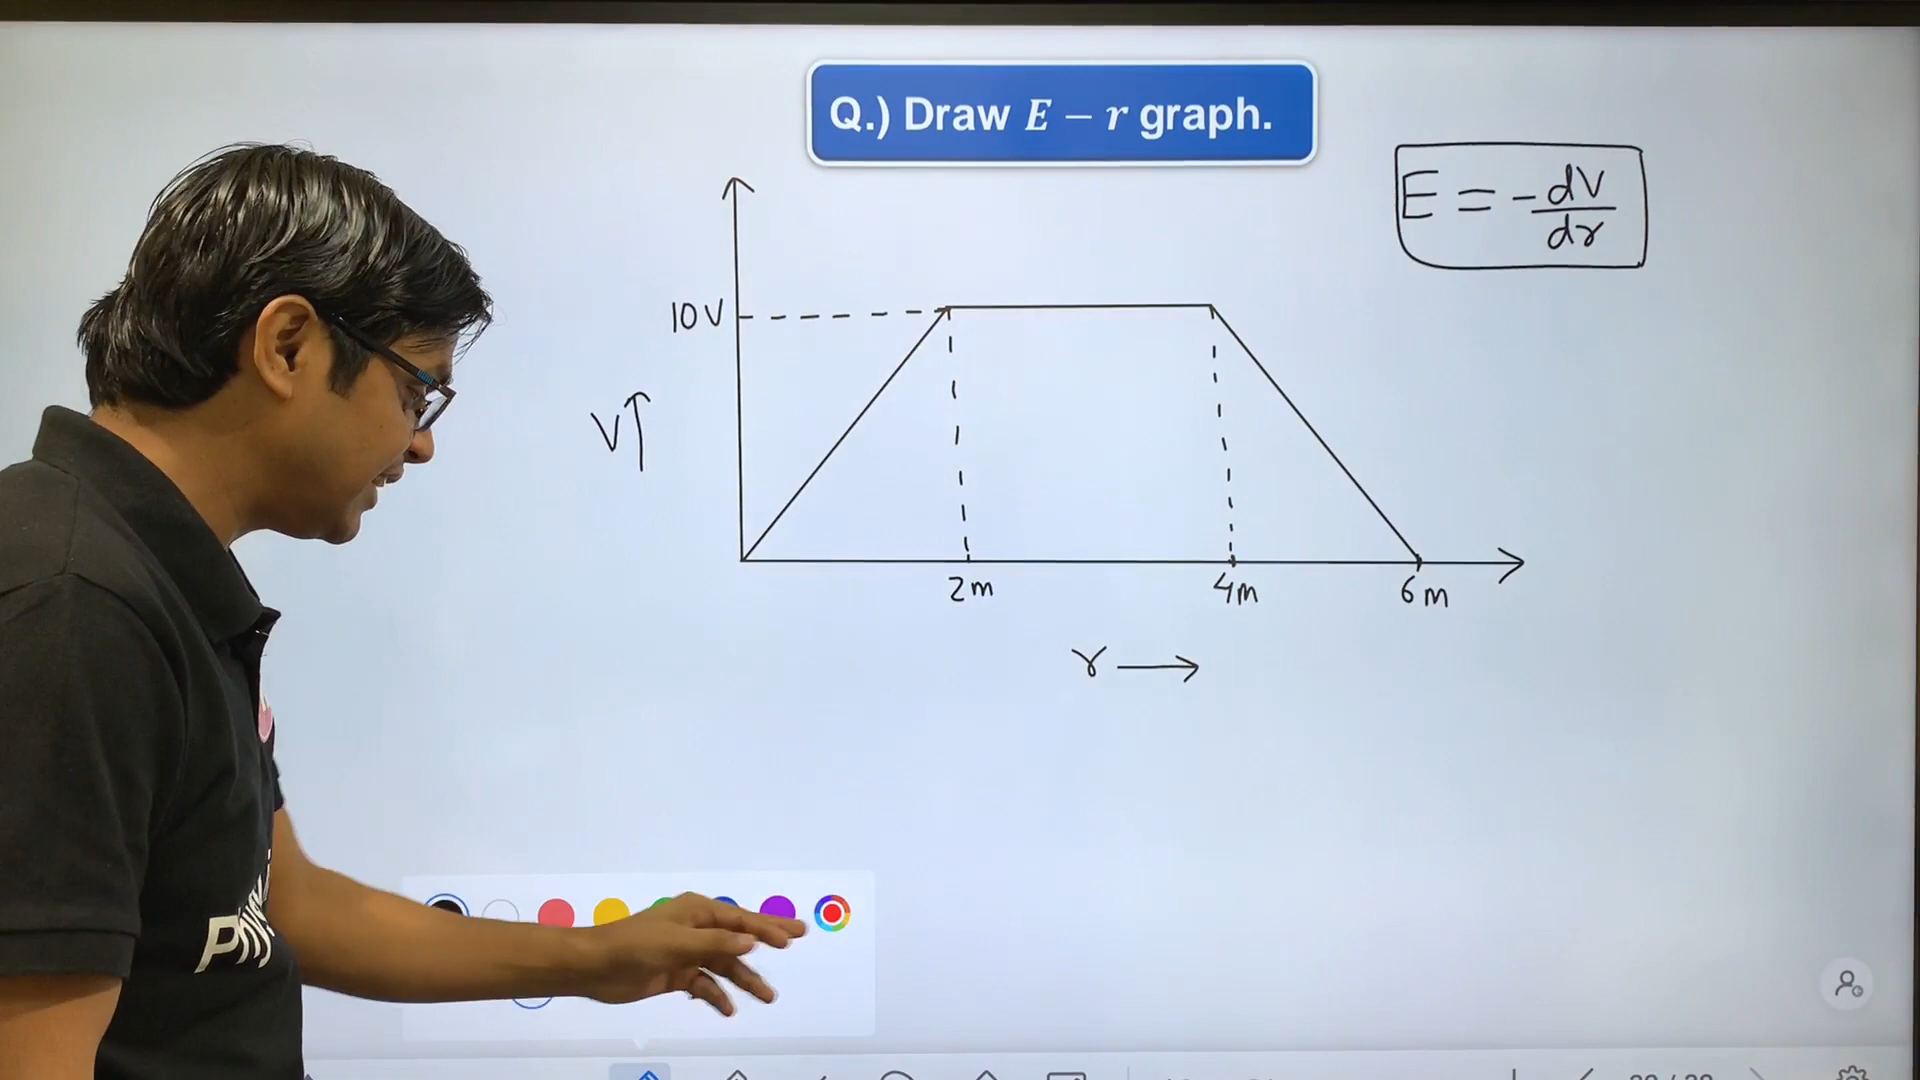 Q.) Draw E – r graph.
E = - dV/dr
10V
V↑
2m
4m
6m
r →